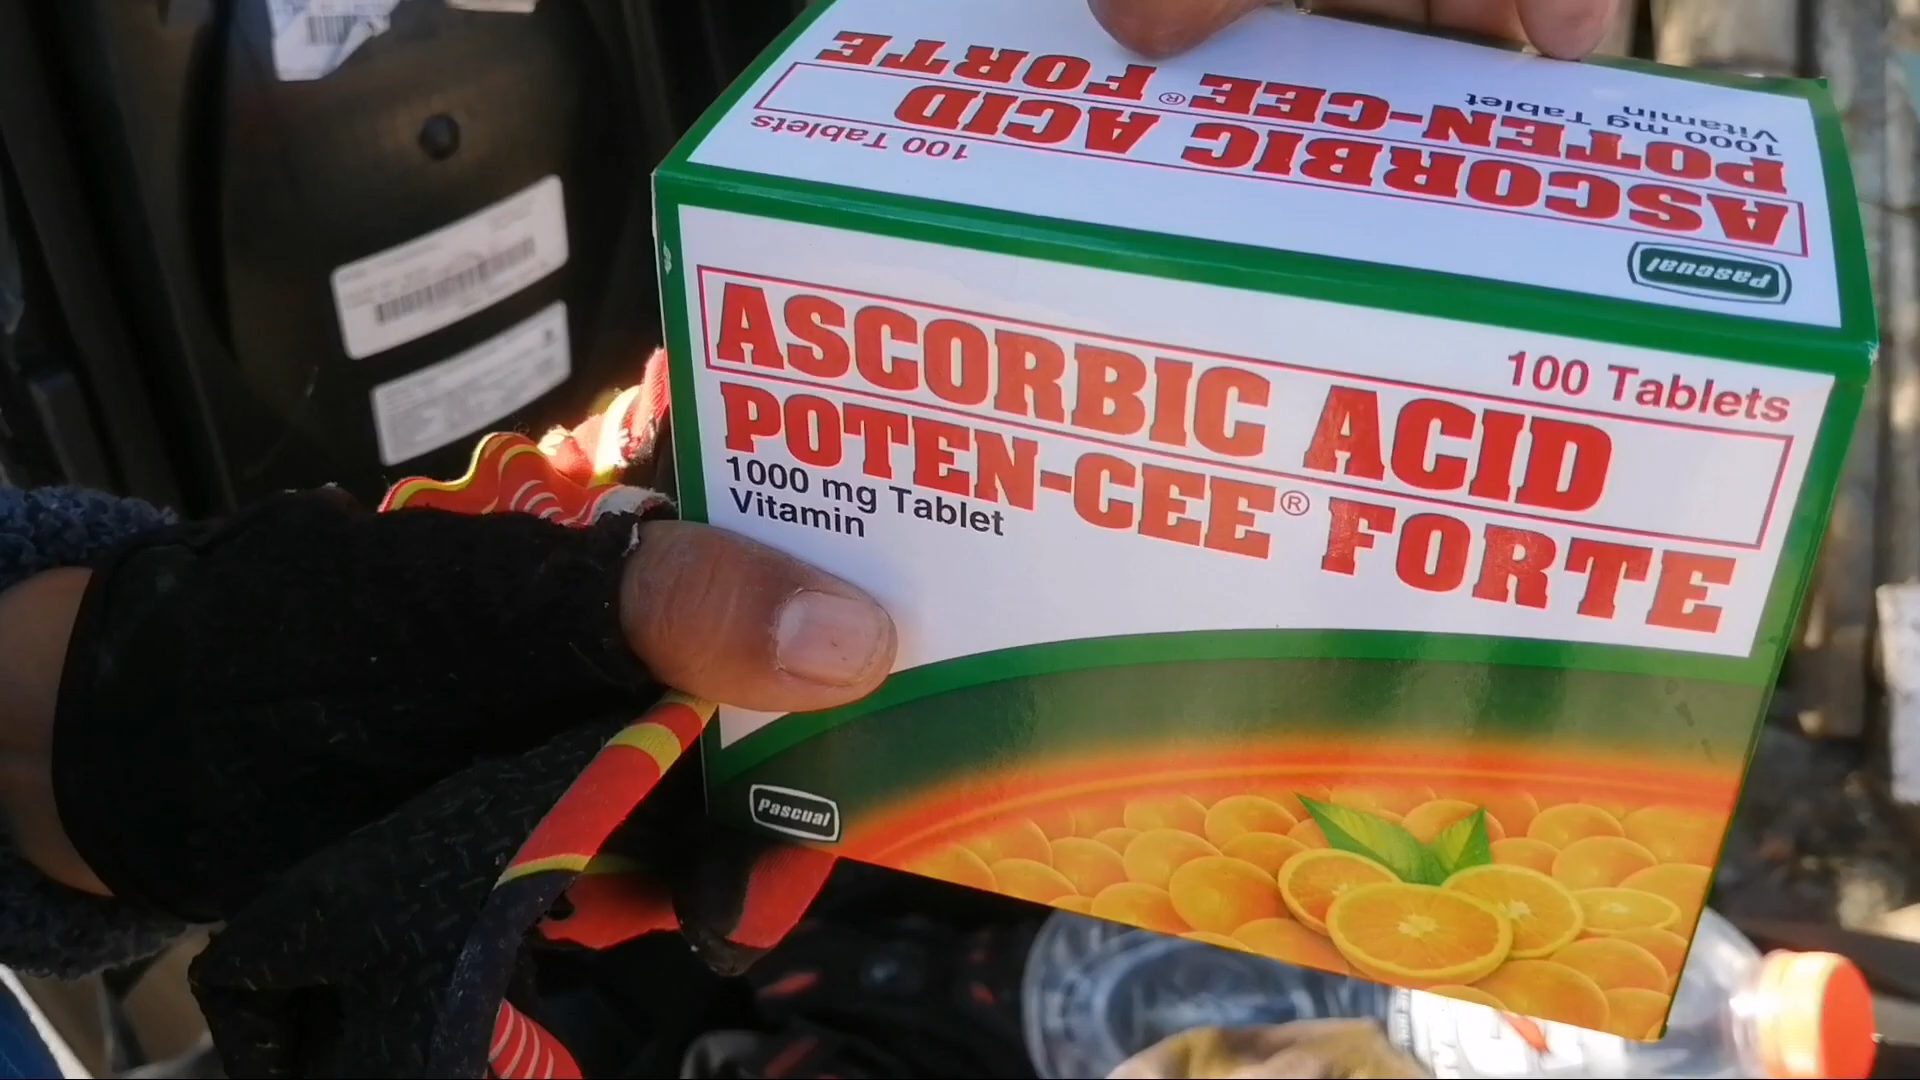 100 Tablets
ASCORBIC ACID
POTEN-CEE® FORTE
1000 mg Tablet
Vitamin
Pascual
100 Tablets
ASCORBIC ACID
POTEN-CEE® FORTE
1000 mg Tablet
Vitamin
Pascual